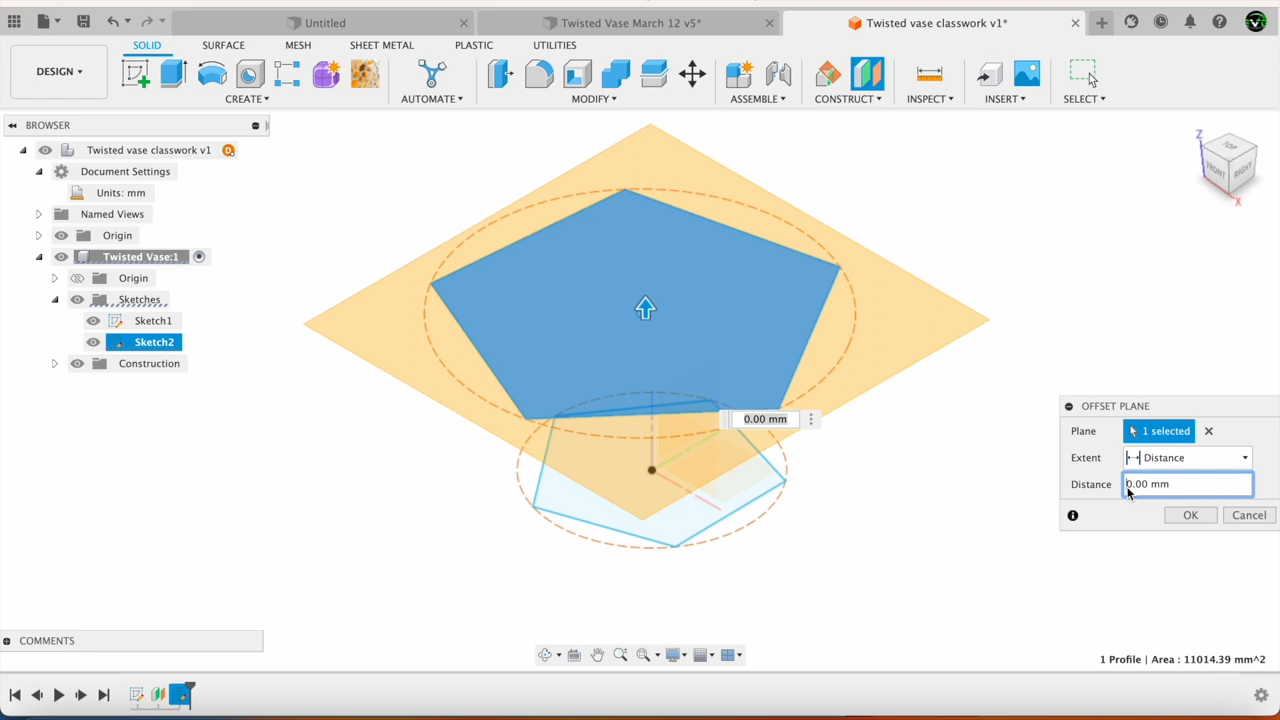 Untitled
Twisted Vase March 12 v5*
Twisted vase classwork v1*
SOLID
SURFACE
MESH
SHEET METAL
PLASTIC
UTILITIES
DESIGN
CREATE
AUTOMATE
MODIFY
ASSEMBLE
CONSTRUCT
INSPECT
INSERT
SELECT
BROWSER
Twisted vase classwork v1
Document Settings
Units: mm
Named Views
Origin
Twisted Vase:1
Origin
Sketches
Sketch1
Sketch2
Construction
Z
TOP
FRONT
RIGHT
X
0.00 mm
OFFSET PLANE
Plane
1 selected
Extent
Distance
Distance
0.00 mm
OK
Cancel
COMMENTS
1 Profile | Area : 11014.39 mm^2